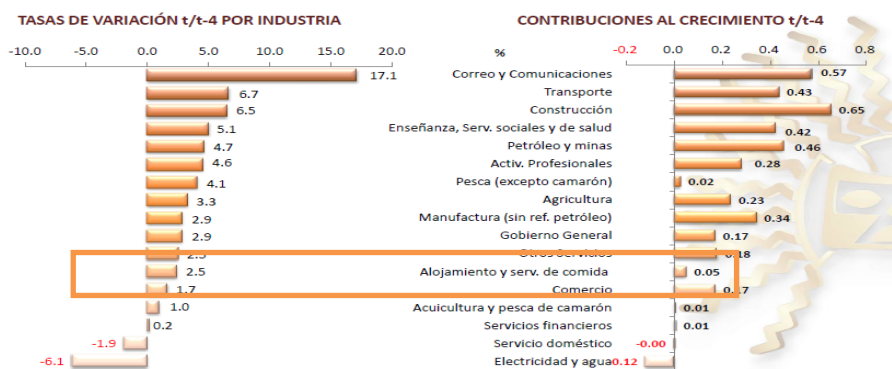 TASAS DE VARIACIÓN t/t-4 POR INDUSTRIA
CONTRIBUCIONES AL CRECIMIENTO t/t-4
-10.0 0.0 5.0 10.0 15.0 20.0
%
-0.2 0.0 0.2 0.4 0.6 0.8
17.1 Correo y Comunicaciones 0.57
6.7 Transporte 0.43
6.5 Construcción 0.65
5.1 Enseñanza, Serv. sociales y de salud 0.42
4.7 Petróleo y minas 0.46
4.6 Activ. Profesionales 0.28
4.1 Pesca (excepto camarón) 0.02
3.3 Agricultura 0.23
2.9 Manufactura (sin ref. petróleo) 0.34
2.9 Gobierno General 0.17
Otros Servicios 0.18
2.5 Alojamiento y serv. de comida 0.05
1.7 Comercio 0.17
1.0 Acuicultura y pesca de camarón 0.01
0.2 Servicios financieros 0.01
-1.9 Servicio doméstico -0.00
-6.1 Electricidad y agua 0.12